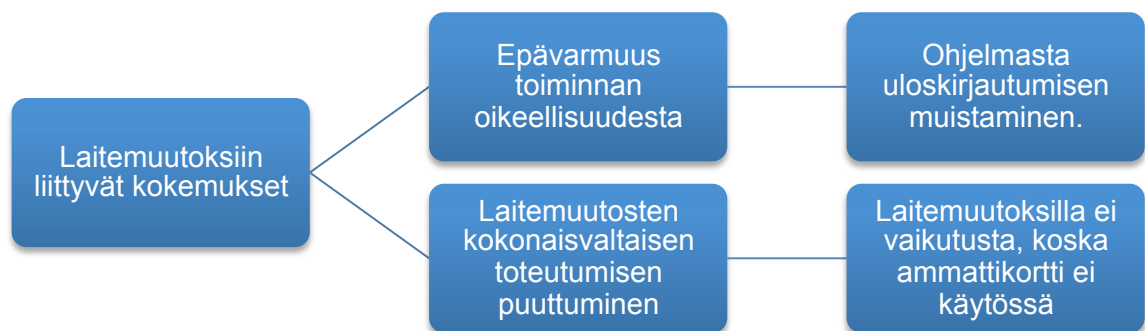 Laitemuutoksiin
liittyvät kokemukset
Epävarmuus
toiminnan
oikeellisuudesta
Ohjelmasta
uloskirjautumisen
muistaminen.
Laitemuutosten
kokonaisvaltaisen
toteutumisen
puuttuminen
Laitemuutoksilla ei
vaikutusta, koska
ammattikortti ei
käytössä